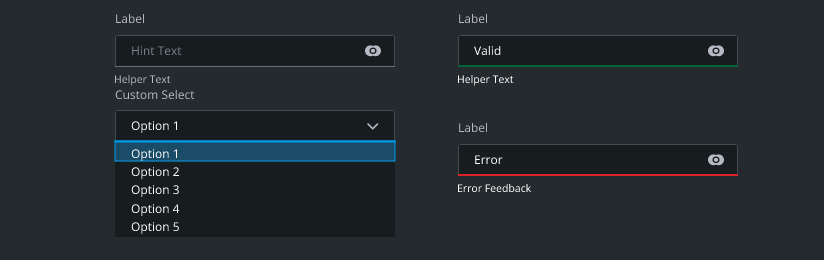 Label
Hint Text
Helper Text
Custom Select
Option 1
Option 1
Option 2
Option 3
Option 4
Option 5
Label
Valid
Helper Text
Label
Error
Error Feedback